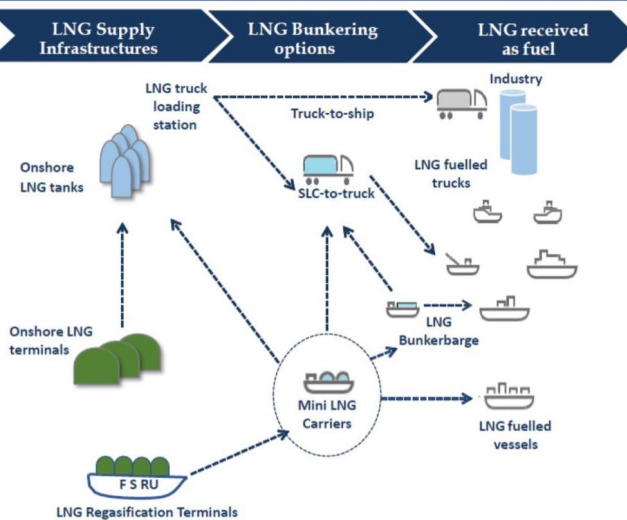 LNG Supply
Infrastructures
LNG Bunkering
options
LNG received
as fuel
LNG truck
loading
station
Truck-to-ship
Industry
Onshore
LNG tanks
SLC-to-truck
LNG fuelled
trucks
Onshore LNG
terminals
LNG
Bunkerbarge
Mini LNG
Carriers
LNG fuelled
vessels
F S RU
LNG Regasification Terminals